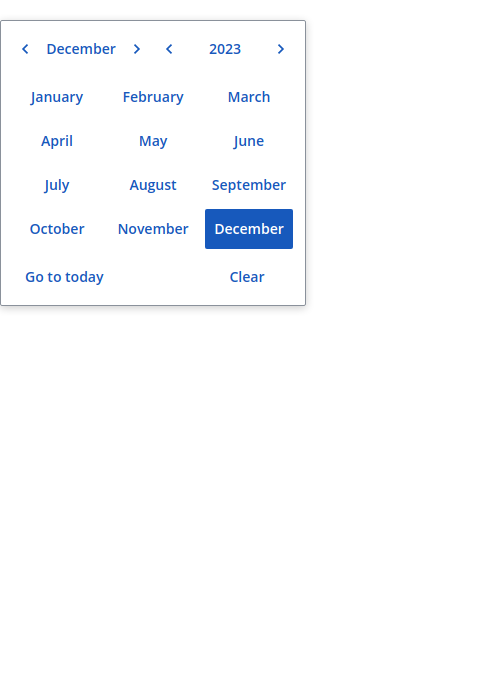 December 2023
January February March
April May June
July August September
October November December
Go to today Clear